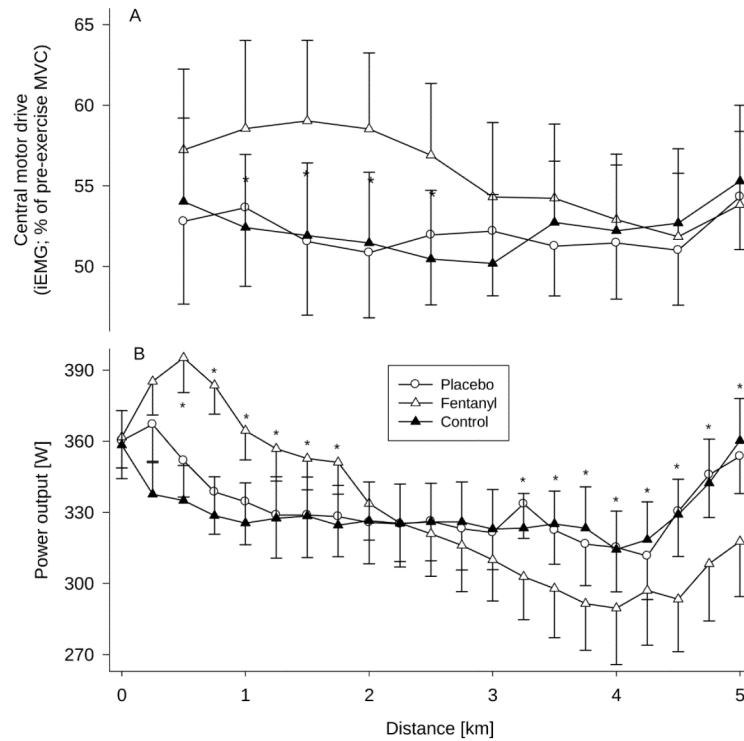 A
65
60
55
50
Central motor drive
(iEMG; % of pre-exercise MVC)
* * * *
B
390
360
330
300
270
Power output [W]
Placebo
Fentanyl
Control
* * * * * * * * * * * * * * *
0 1 2 3 4 5
Distance [km]